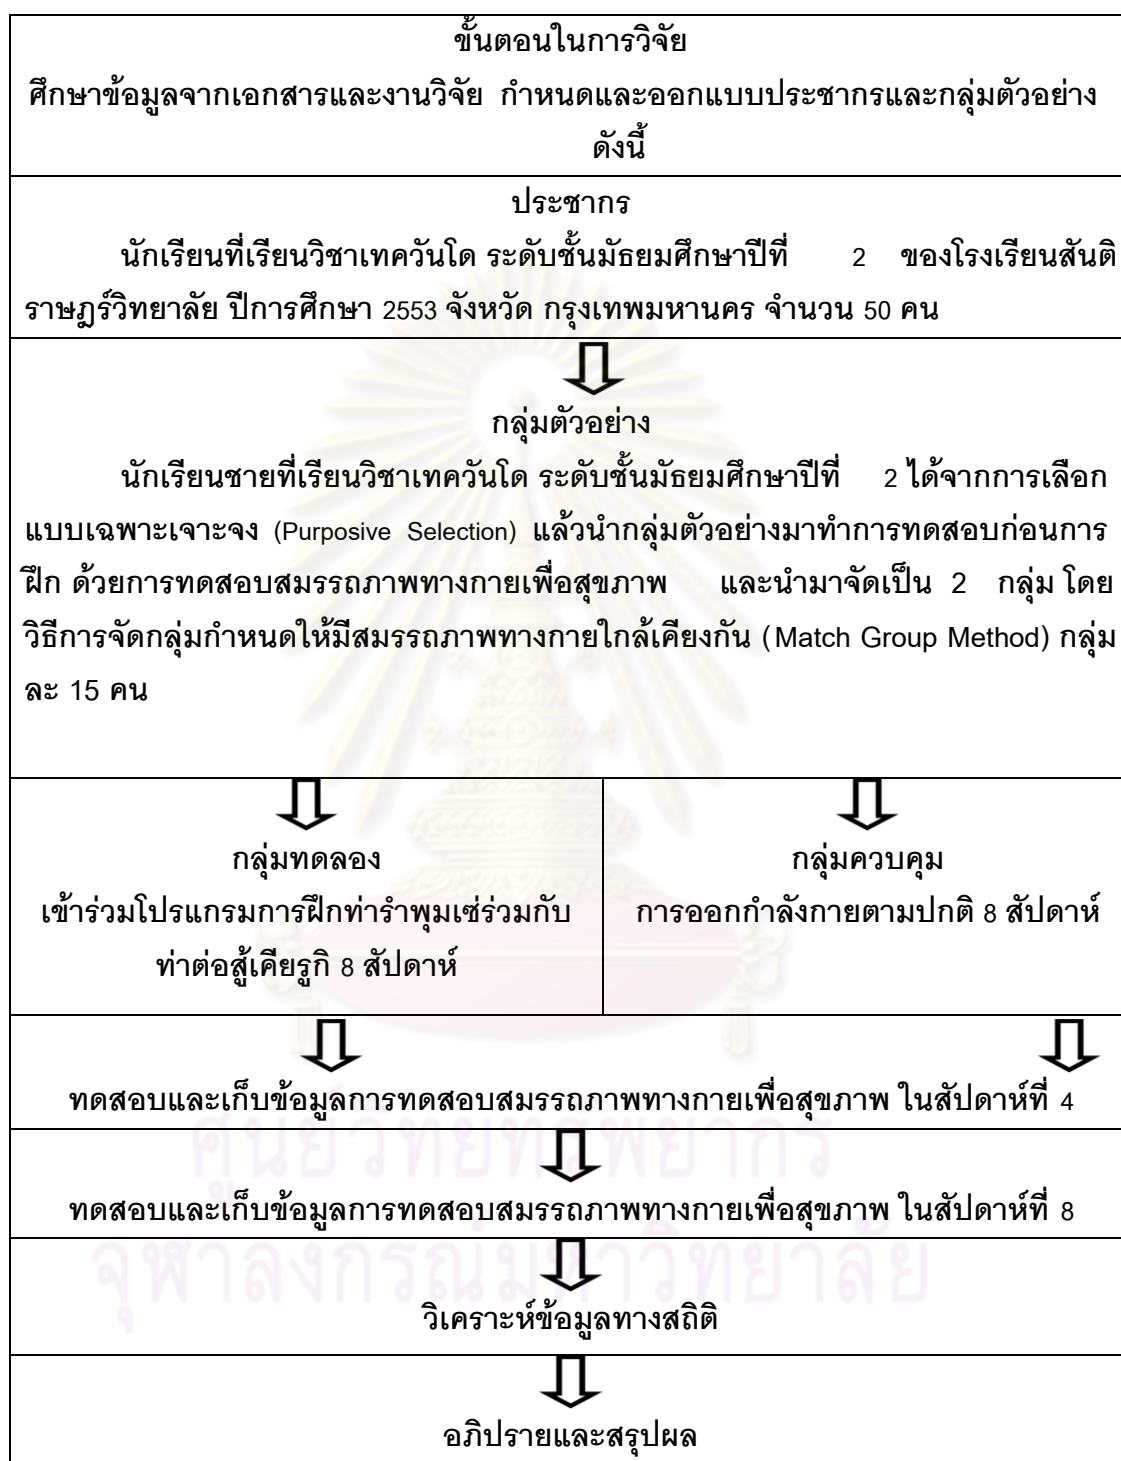 ขั้นตอนในการวิจัย
ศึกษาข้อมูลจากเอกสารและงานวิจัย กำหนดและออกแบบประชากรและกลุ่มตัวอย่าง
ดังนี้
ประชากร
นักเรียนที่เรียนวิชาเทควันโด ระดับชั้นมัธยมศึกษาปีที่ 2 ของโรงเรียนสันติ
ราษฎร์วิทยาลัย ปีการศึกษา 2553 จังหวัด กรุงเทพมหานคร จำนวน 50 คน
กลุ่มตัวอย่าง
นักเรียนชายที่เรียนวิชาเทควันโด ระดับชั้นมัธยมศึกษาปีที่ 2 ได้จากการเลือก
แบบเฉพาะเจาะจง (Purposive Selection) แล้วนำกลุ่มตัวอย่างมาทำการทดสอบก่อนการ
ฝึก ด้วยการทดสอบสมรรถภาพทางกายเพื่อสุขภาพ และนำมาจัดเป็น 2 กลุ่ม โดย
วิธีการจัดกลุ่มกำหนดให้มีสมรรถภาพทางกายใกล้เคียงกัน (Match Group Method) กลุ่ม
ละ 15 คน
กลุ่มทดลอง
เข้าร่วมโปรแกรมการฝึกท่ารำพุมเซ่ร่วมกับ
ท่าต่อสู้เคียรูกิ 8 สัปดาห์
กลุ่มควบคุม
การออกกำลังกายตามปกติ 8 สัปดาห์
ทดสอบและเก็บข้อมูลการทดสอบสมรรถภาพทางกายเพื่อสุขภาพ ในสัปดาห์ที่ 4
ทดสอบและเก็บข้อมูลการทดสอบสมรรถภาพทางกายเพื่อสุขภาพ ในสัปดาห์ที่ 8
วิเคราะห์ข้อมูลทางสถิติ
อภิปรายและสรุปผล
ศูนย์วิทยทรัพยากร
จุฬาลงกรณ์มหาวิทยาลัย